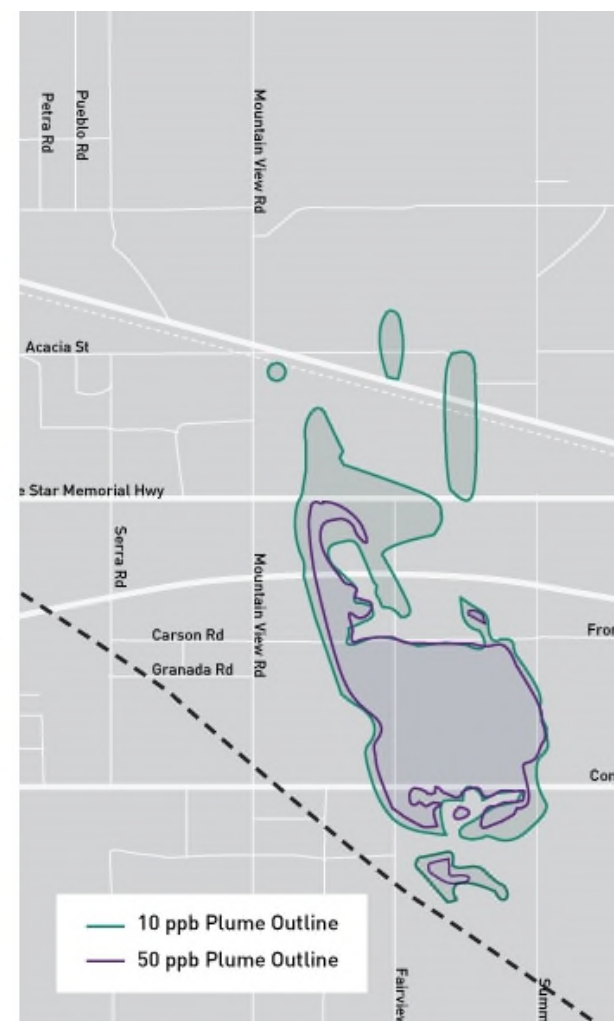 Petra Rd
Pueblo Rd
Mountain View Rd
Acacia St
e Star Memorial Hwy
Serra Rd
Mountain View Rd
Carson Rd
Granada Rd
Fron
Con
10 ppb Plume Outline
50 ppb Plume Outline
Fairview
Summ